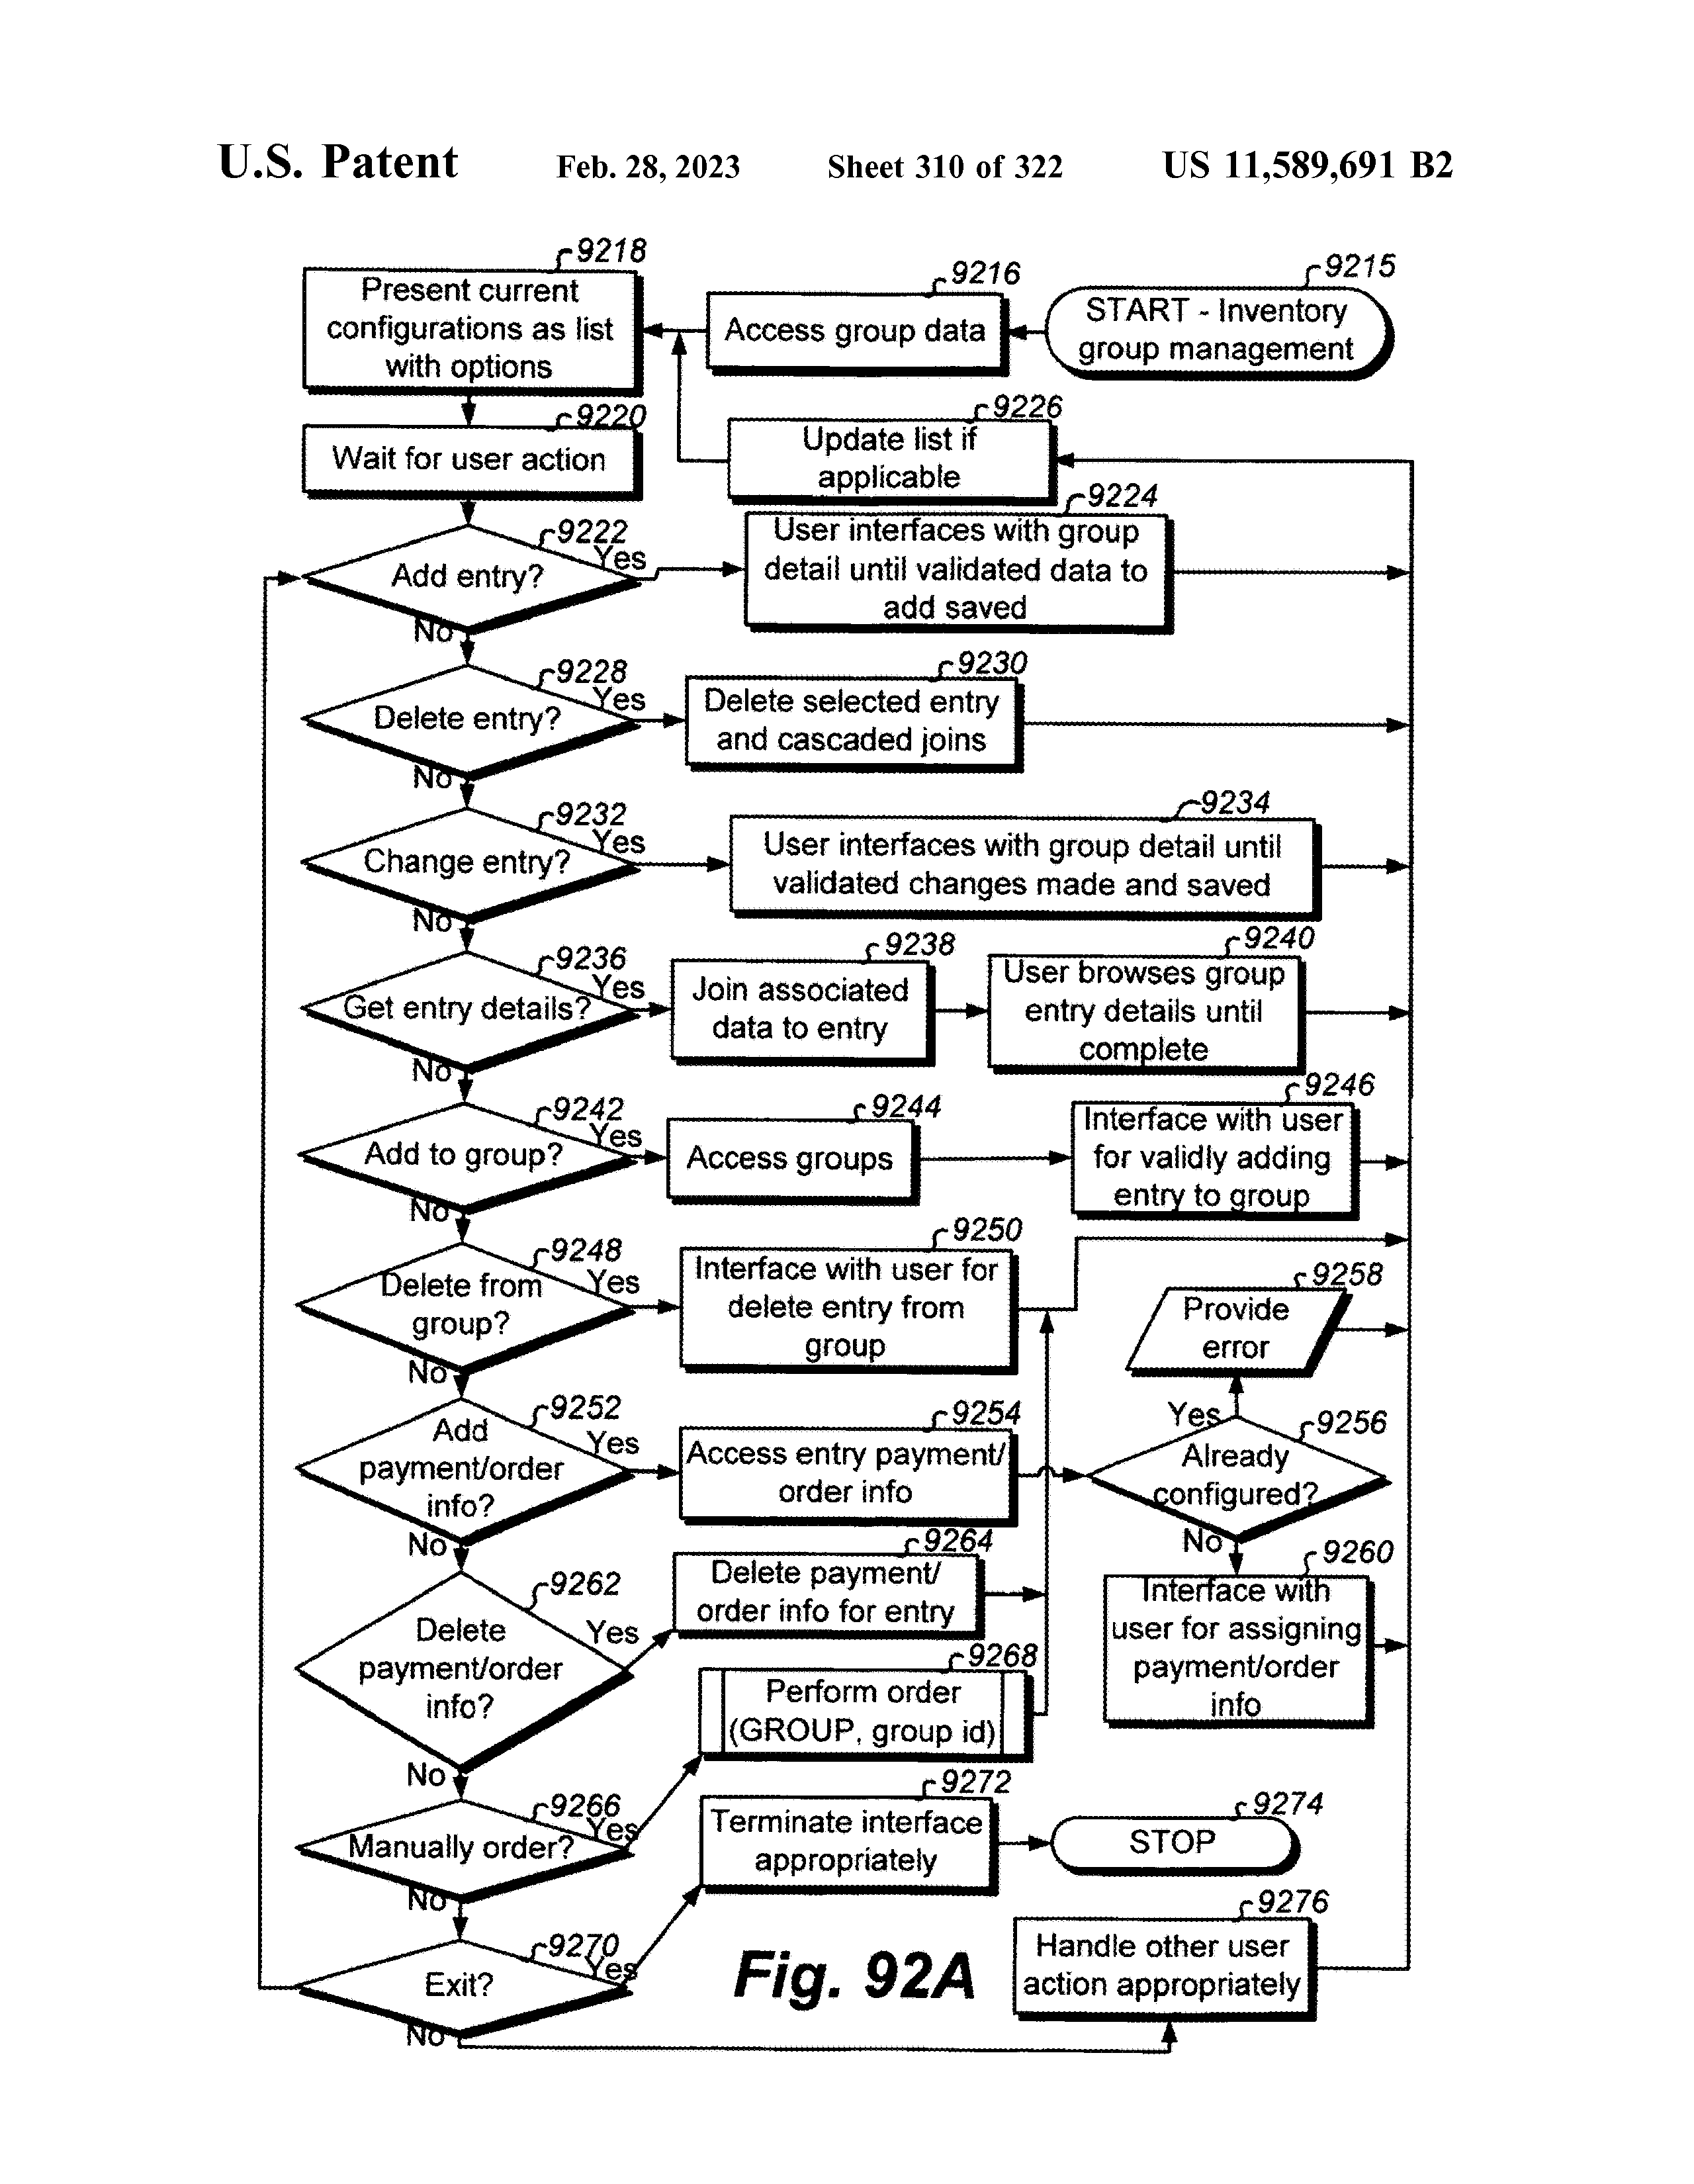 U.S. Patent Feb. 28, 2023 Sheet 310 of 322 US 11,589,691 B2
9218
Present current
configurations as list
with options
9216
Access group data
9215
START - Inventory
group management
9220
Wait for user action
9226
Update list if
applicable
9222
Add entry?
Yes
No
9224
User interfaces with group
detail until validated data to
add saved
9228
Delete entry?
Yes
No
9230
Delete selected entry
and cascaded joins
9232
Change entry?
Yes
No
9234
User interfaces with group detail until
validated changes made and saved
9236
Get entry details?
Yes
No
9238
Join associated
data to entry
9240
User browses group
entry details until
complete
9242
Add to group?
Yes
No
9244
Access groups
9246
Interface with user
for validly adding
entry to group
9248
Delete from
group?
Yes
No
9250
Interface with user for
delete entry from
group
9258
Provide
error
9252
Add
payment/order
info?
Yes
No
9254
Access entry payment/
order info
9256
Already
configured?
Yes
No
9260
Interface with
user for assigning
payment/order
info
9262
Delete
payment/order
info?
Yes
No
9264
Delete payment/
order info for entry
9266
Manually order?
Yes
No
9268
Perform order
(GROUP, group id)
9270
Exit?
Yes
No
9272
Terminate interface
appropriately
9274
STOP
9276
Handle other user
action appropriately
Fig. 92A